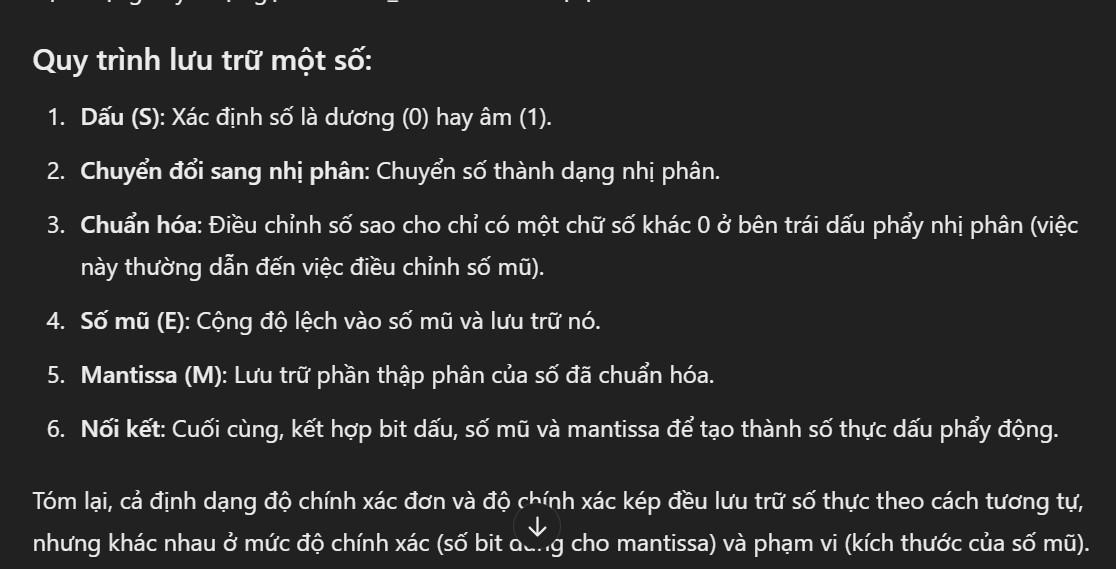 Quy trình lưu trữ một số:
1. Dấu (S): Xác định số là dương (0) hay âm (1).
2. Chuyển đổi sang nhị phân: Chuyển số thành dạng nhị phân.
3. Chuẩn hóa: Điều chỉnh số sao cho chỉ có một chữ số khác 0 ở bên trái dấu phẩy nhị phân (việc
này thường dẫn đến việc điều chỉnh số mũ).
4. Số mũ (E): Cộng độ lệch vào số mũ và lưu trữ nó.
5. Mantissa (M): Lưu trữ phần thập phân của số đã chuẩn hóa.
6. Nối kết: Cuối cùng, kết hợp bit dấu, số mũ và mantissa để tạo thành số thực dấu phẩy động.
Tóm lại, cả định dạng độ chính xác đơn và độ chính xác kép đều lưu trữ số thực theo cách tương tự,
nhưng khác nhau ở mức độ chính xác (số bit dùng cho mantissa) và phạm vi (kích thước của số mũ).